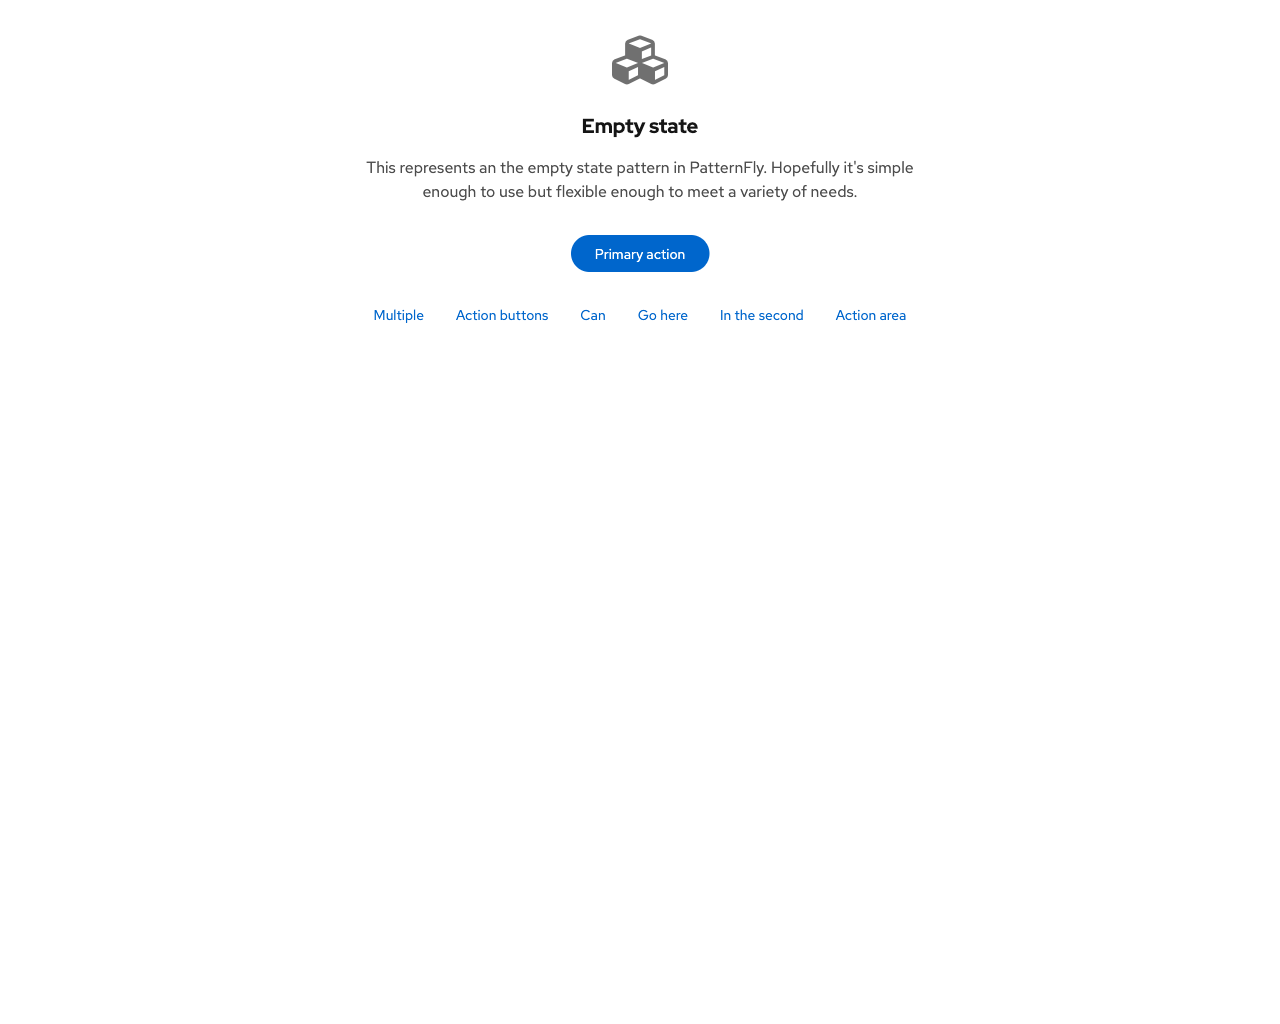 Empty state
This represents an the empty state pattern in PatternFly. Hopefully it's simple
enough to use but flexible enough to meet a variety of needs.
Primary action
Multiple Action buttons Can Go here In the second Action area